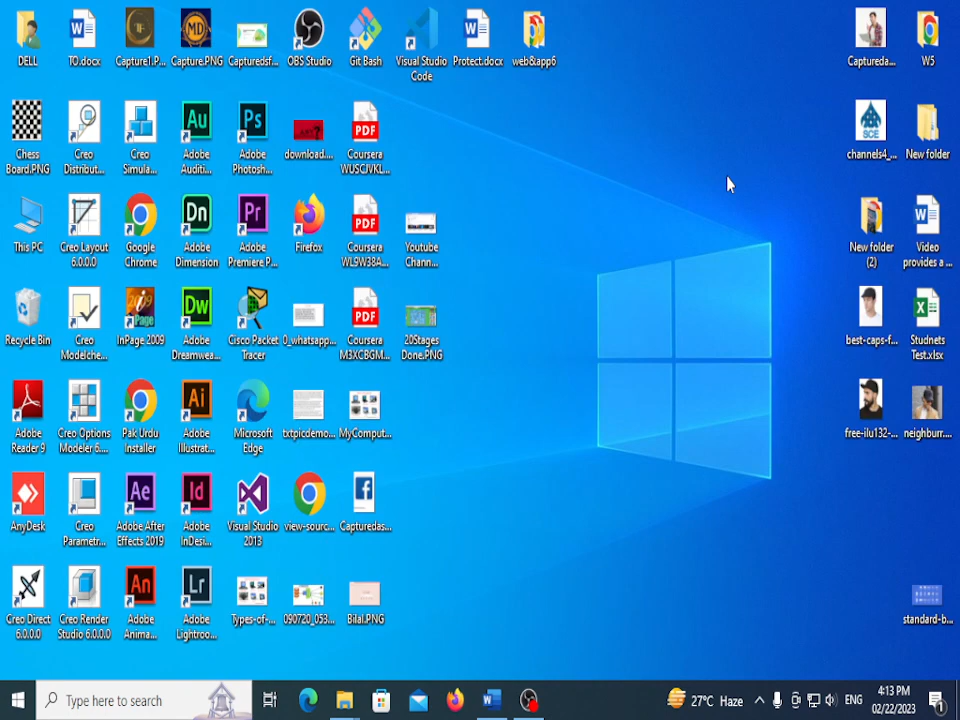 DELL
TO.docx
Capture1.P...
Capture.PNG
Capturedsf...
OBS Studio
Git Bash
Visual Studio
Code
Protect.docx
web&app6
Captureda...
W5
Chess
Board.PNG
Creo
Distribut...
Creo
Simula...
Adobe
Auditi...
Adobe
Photosh...
download....
Coursera
WUSCJVKL...
channels4_...
New folder
This PC
Creo Layout
6.0.0.0
Google
Chrome
Adobe
Dimension
Adobe
Premiere P...
Firefox
Coursera
WL9W38A...
Youtube
Chann...
New folder
(2)
Video
provides a ...
Recycle Bin
Creo
Modelche...
InPage 2009
Adobe
Dreamwea...
Cisco Packet
Tracer
0_whatsapp...
Coursera
M3XCBGM...
20Stages
Done.PNG
best-caps-f...
Studnets
Test.xlsx
Adobe
Reader 9
Creo Options
Modeler 6....
Pak Urdu
Installer
Adobe
Illustrat...
Microsoft
Edge
txtpicdemo...
MyComput...
free-ilu132-...
neighburr....
AnyDesk
Creo
Parametr...
Adobe After
Effects 2019
Adobe
InDesi...
Visual Studio
2013
view-sourc...
Capturedas...
Creo Direct
6.0.0.0
Creo Render
Studio 6.0.0.0
Adobe
Anima...
Adobe
Lightroo...
Types-of-...
090720_053...
Bilal.PNG
standard-b...
Type here to search
27°C Haze
ENG
4:13 PM
02/22/2023
1